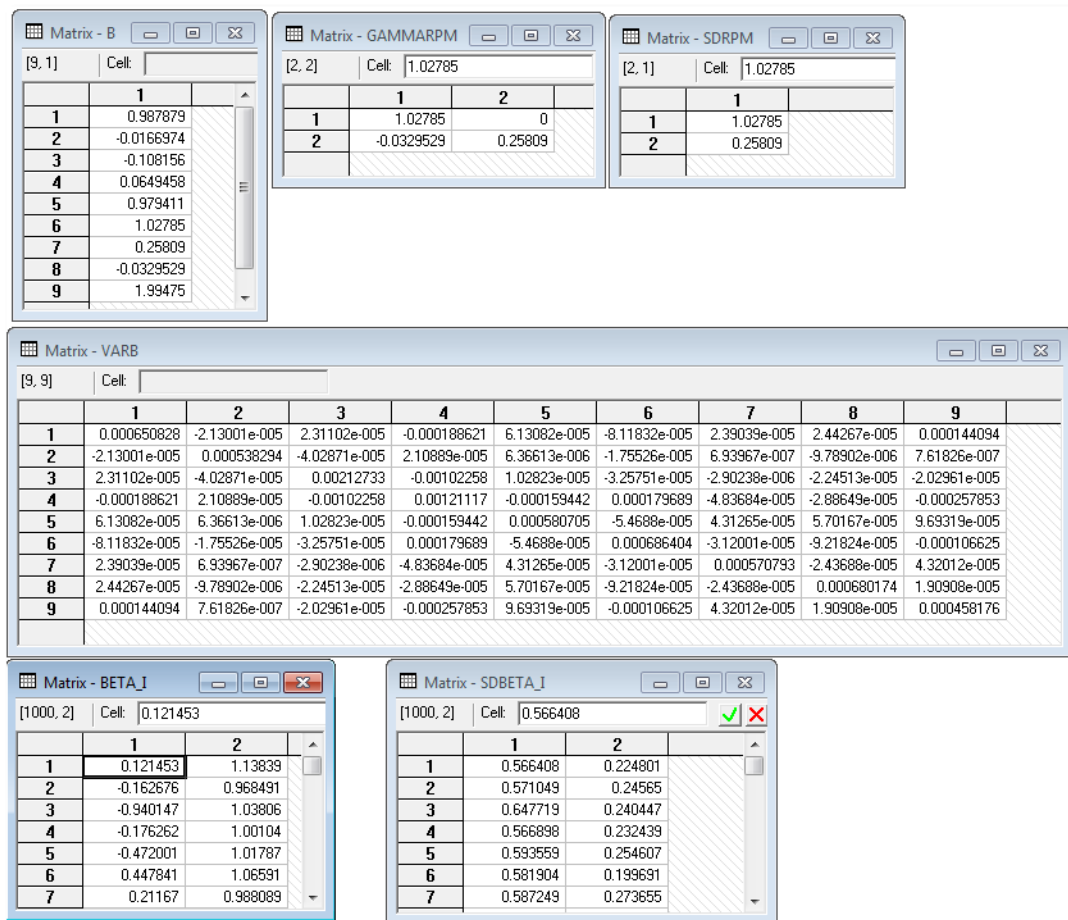 Matrix - B
[9, 1] Cell:
1
1 0.987879
2 -0.0166974
3 -0.108156
4 0.0649458
5 0.979411
6 1.02785
7 0.25809
8 -0.0329529
9 1.99475
Matrix - GAMMARPM
[2, 2] Cell: 1.02785
1 2
1 1.02785 0
2 -0.0329529 0.25809
Matrix - SDRPM
[2, 1] Cell: 1.02785
1
1 1.02785
2 0.25809
Matrix - VARB
[9, 9] Cell:
1 2 3 4 5 6 7 8 9
1 0.000650828 -2.13001e-005 2.31102e-005 -0.000188621 6.13082e-005 -8.11832e-005 2.39039e-005 2.44267e-005 0.000144094
2 -2.13001e-005 0.000538294 -4.02871e-005 2.10889e-005 6.36613e-006 -1.75526e-005 6.93967e-007 -9.78902e-006 7.61826e-007
3 2.31102e-005 -4.02871e-005 0.00212733 -0.00102258 1.02823e-005 -3.25751e-005 -2.90238e-006 -2.24513e-005 -2.02961e-005
4 -0.000188621 2.10889e-005 -0.00102258 0.00121117 -0.000159442 0.000179689 -4.83684e-005 -2.88649e-005 -0.000257853
5 6.13082e-005 6.36613e-006 1.02823e-005 -0.000159442 0.000580705 -5.4688e-005 4.31265e-005 5.70167e-005 9.69319e-005
6 -8.11832e-005 -1.75526e-005 -3.25751e-005 0.000179689 -5.4688e-005 0.000686404 -3.12001e-005 -9.21824e-005 -0.000106625
7 2.39039e-005 6.93967e-007 -2.90238e-006 -4.83684e-005 4.31265e-005 -3.12001e-005 0.000570793 -2.43688e-005 4.32012e-005
8 2.44267e-005 -9.78902e-006 -2.24513e-005 -2.88649e-005 5.70167e-005 -9.21824e-005 -2.43688e-005 0.000680174 1.90908e-005
9 0.000144094 7.61826e-007 -2.02961e-005 -0.000257853 9.69319e-005 -0.000106625 4.32012e-005 1.90908e-005 0.000458176
Matrix - BETA_I
[1000, 2] Cell: 0.121453
1 2
1 0.121453 1.13839
2 -0.162676 0.968491
3 -0.940147 1.03806
4 -0.176262 1.00104
5 -0.472001 1.01787
6 0.447841 1.06591
7 0.21167 0.988089
Matrix - SDBETA_I
[1000, 2] Cell: 0.566408
1 2
1 0.566408 0.224801
2 0.571049 0.24565
3 0.647719 0.240447
4 0.566898 0.232439
5 0.593559 0.254607
6 0.581904 0.199691
7 0.587249 0.273655